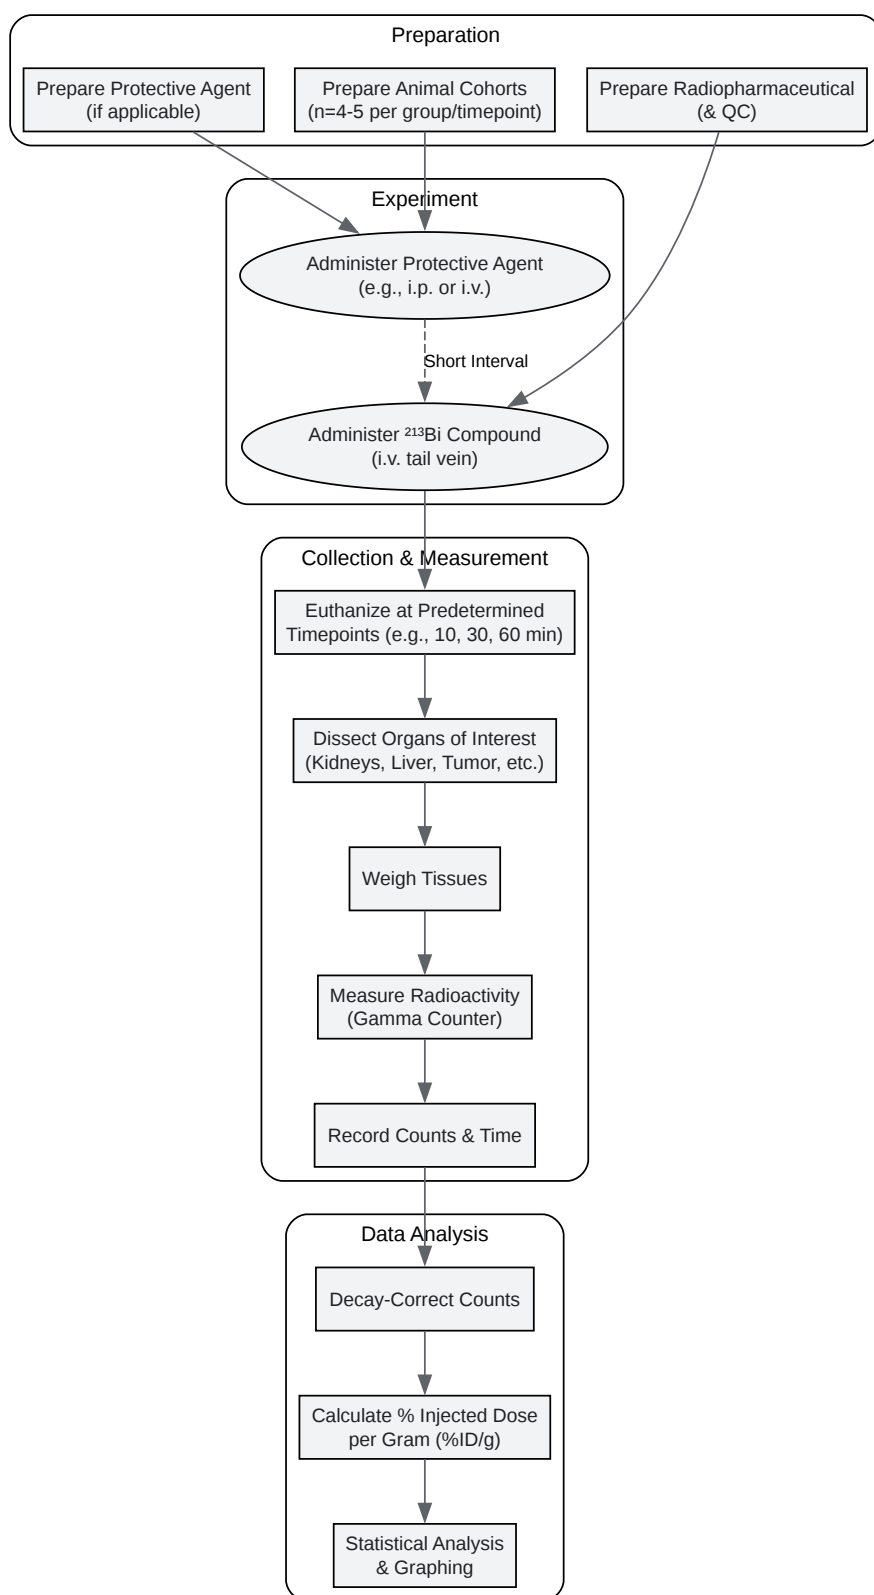 Preparation
Prepare Protective Agent
(if applicable)
Prepare Animal Cohorts
(n=4-5 per group/timepoint)
Prepare Radiopharmaceutical
(& QC)
Experiment
Administer Protective Agent
(e.g., i.p. or i.v.)
Short Interval
Administer ²¹³Bi Compound
(i.v. tail vein)
Collection & Measurement
Euthanize at Predetermined
Timepoints (e.g., 10, 30, 60 min)
Dissect Organs of Interest
(Kidneys, Liver, Tumor, etc.)
Weigh Tissues
Measure Radioactivity
(Gamma Counter)
Record Counts & Time
Data Analysis
Decay-Correct Counts
Calculate % Injected Dose
per Gram (%ID/g)
Statistical Analysis
& Graphing